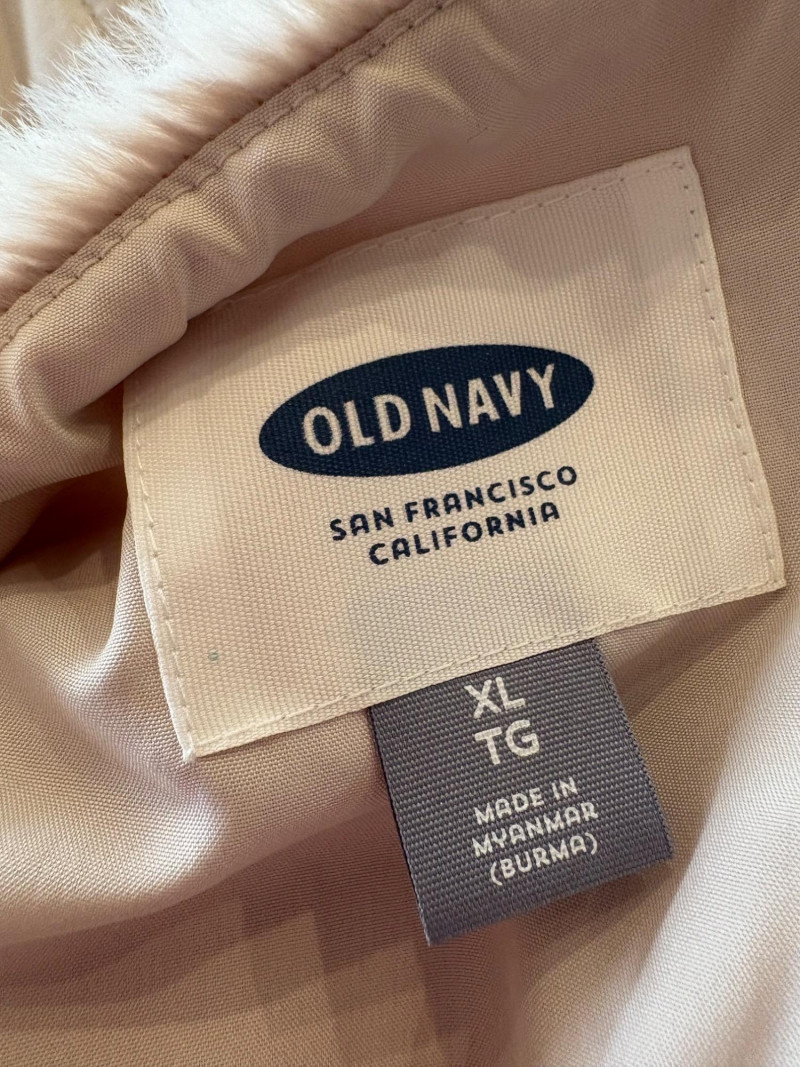 OLD NAVY
SAN FRANCISCO
CALIFORNIA
XL
TG
MADE IN
MYANMAR
(BURMA)